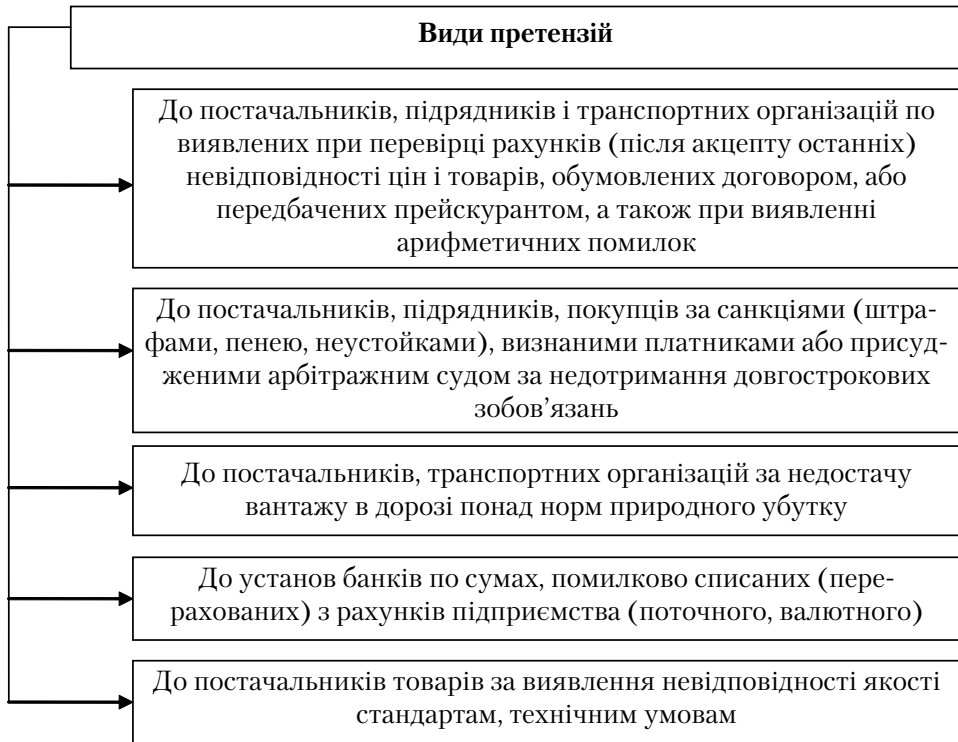 Види претензій
До постачальників, підрядників і транспортних організацій по
виявлених при перевірці рахунків (після акцепту останніх)
невідповідності цін і товарів, обумовлених договором, або
передбачених прейскурантом, а також при виявленні
арифметичних помилок
До постачальників, підрядників, покупців за санкціями (штра-
фами, пенею, неустойками), визнаними платниками або присуд-
женими арбітражним судом за недотримання довгострокових
зобов’язань
До постачальників, транспортних організацій за недостачу
вантажу в дорозі понад норм природного убутку
До установ банків по сумах, помилково списаних (пере-
рахованих) з рахунків підприємства (поточного, валютного)
До постачальників товарів за виявлення невідповідності якості
стандартам, технічним умовам